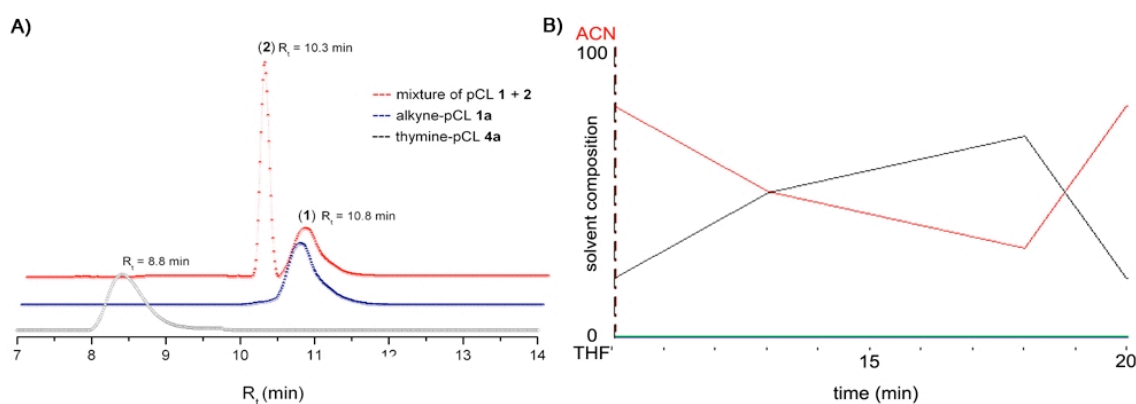 A)
(2) Rt = 10.3 min
--- mixture of pCL 1 + 2
--- alkyne-pCL 1a
--- thymine-pCL 4a
(1) Rt = 10.8 min
Rt = 8.8 min
7 8 9 10 11 12 13 14
Rt (min)
B)
ACN
100
solvent composition
0
THF
15 20
time (min)